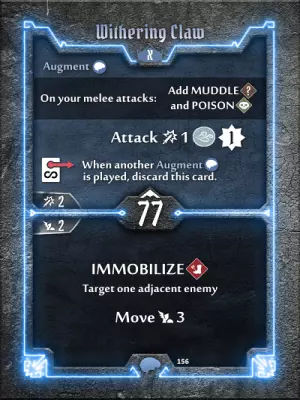 Withering Claw
X
Augment
On your melee attacks: Add MUDDLE
and POISON
Attack 1 1
When another Augment
is played, discard this card.
2
77
2
IMMOBILIZE
Target one adjacent enemy
Move 3
156